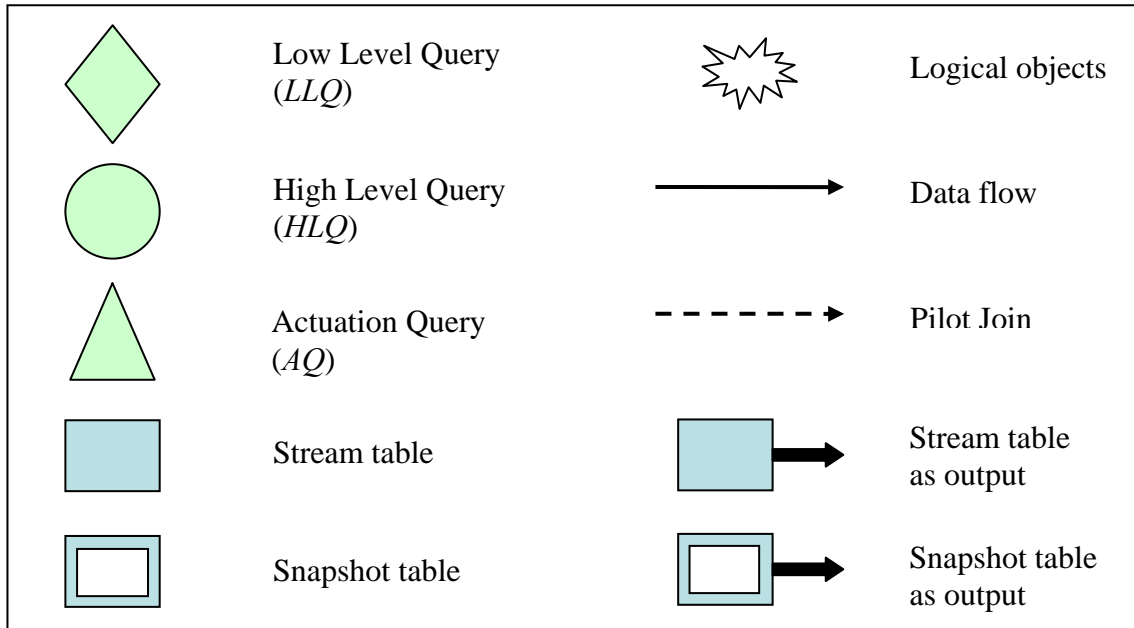 Low Level Query
(LLQ)
High Level Query
(HLQ)
Actuation Query
(AQ)
Stream table
Snapshot table
Logical objects
Data flow
Pilot Join
Stream table
as output
Snapshot table
as output